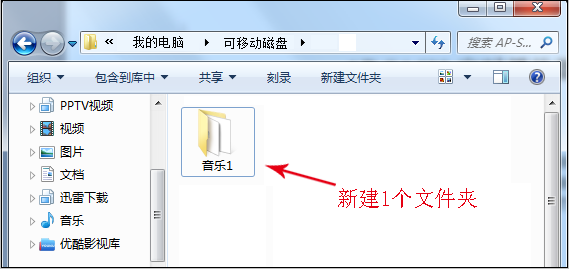 « 我的电脑 ▸ 可移动磁盘 ▸
搜索 AP-S...
组织 包含到库中 共享 刻录 新建文件夹
PPTV视频
视频
图片
文档
迅雷下载
音乐
优酷影视库
音乐1
新建1个文件夹